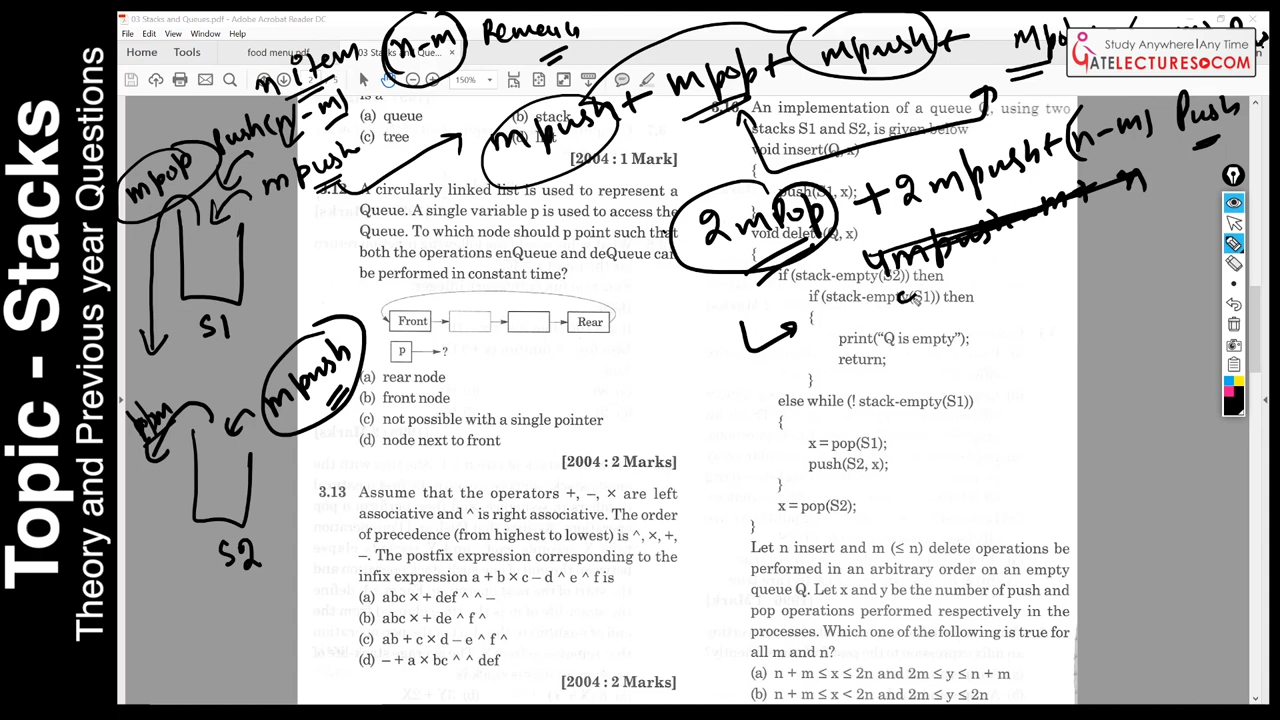 Topic - Stacks
Theory and Previous year Questions
03 Stacks and Queues.pdf - Adobe Acrobat Reader DC
File Edit View Window Help
Home Tools food menu.pdf 03 Stacks and Que...
150%
Study Anywhere!Any Time
GATELECTURES.COM
n item
n-m
Remenis
push(n-m)
m push
m pop
S1
m push
S2
m push + m pop + m push +
2 m Pop + 2 m push + (n-m) Push
(a) queue (b) stack
(c) tree
[2004 : 1 Mark]
A circularly linked list is used to represent a
Queue. A single variable p is used to access the
Queue. To which node should p point such that
both the operations enQueue and deQueue can
be performed in constant time?
Front Rear
p ?
(a) rear node
(b) front node
(c) not possible with a single pointer
(d) node next to front
[2004 : 2 Marks]
3.13 Assume that the operators +, –, × are left
associative and ^ is right associative. The order
of precedence (from highest to lowest) is ^, ×, +,
–. The postfix expression corresponding to the
infix expression a + b × c – d ^ e ^ f is
(a) abc × + def ^ ^ –
(b) abc × + de ^ f ^
(c) ab + c × d – e ^ f ^
(d) – + a × bc ^ ^ def
[2004 : 2 Marks]
An implementation of a queue Q, using two
stacks S1 and S2, is given below
void insert(Q, x)
{
push(S1, x);
void delete(Q, x)
{
if (stack-empty(S2)) then
if (stack-empty(S1)) then
{
print("Q is empty");
return;
}
else while (! stack-empty(S1))
{
x = pop(S1);
push(S2, x);
}
x = pop(S2);
}
Let n insert and m (≤ n) delete operations be
performed in an arbitrary order on an empty
queue Q. Let x and y be the number of push and
pop operations performed respectively in the
processes. Which one of the following is true for
all m and n?
(a) n + m ≤ x ≤ 2n and 2m ≤ y ≤ n + m
(b) n + m ≤ x < 2n and 2m ≤ y ≤ 2n